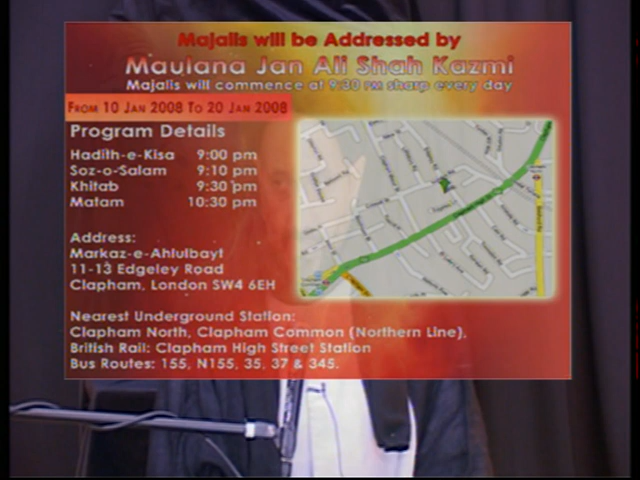 Majalis will be Addressed by
Maulana Jan Ali Shah Kazmi
Majalis will commence at 9:30 PM sharp every day
From 10 Jan 2008 To 20 Jan 2008
Program Details
Hadith-e-Kisa 9:00 pm
Soz-o-Salam 9:10 pm
Khitab 9:30 pm
Matam 10:30 pm
Address:
Markaz-e-Ahlulbayt
11-13 Edgeley Road
Clapham, London SW4 6EH
Nearest Underground Station:
Clapham North, Clapham Common (Northern Line),
British Rail: Clapham High Street Station
Bus Routes: 155, N155, 35, 37 & 345.